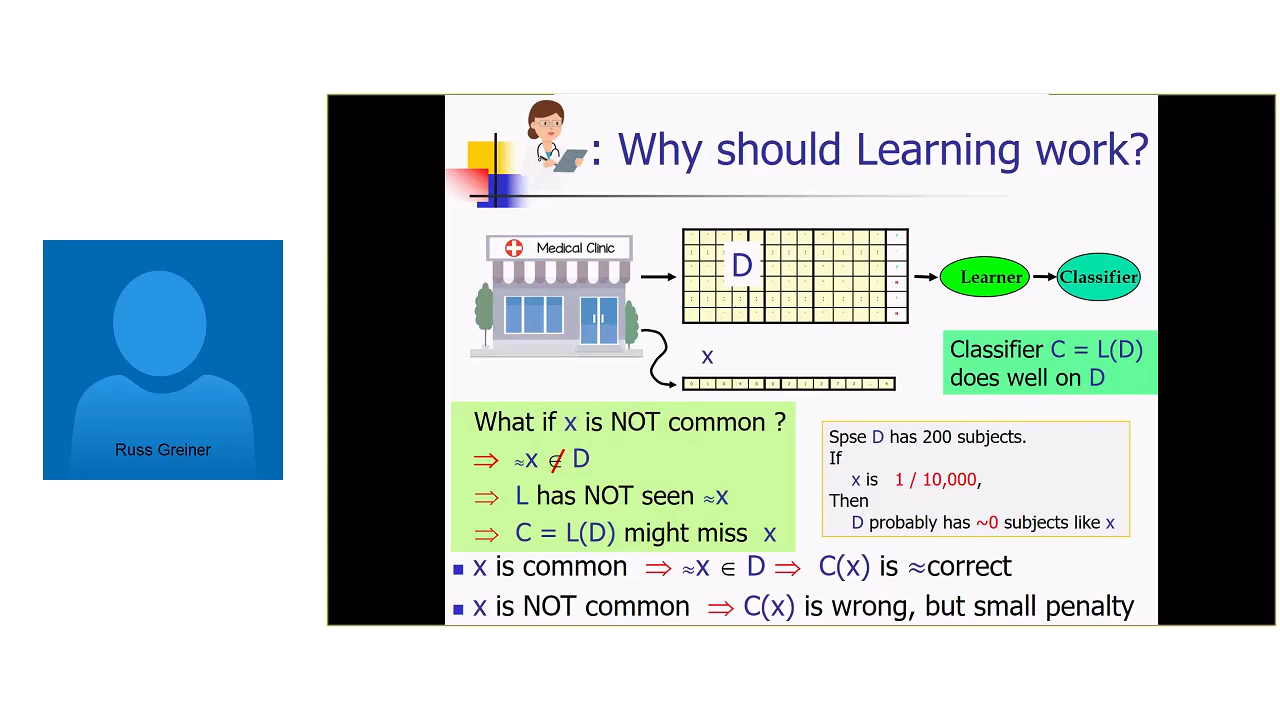 : Why should Learning work?
Medical Clinic
D
Learner
Classifier
x
Classifier C = L(D)
does well on D
What if x is NOT common ?
⇒ ≈x ∉ D
⇒ L has NOT seen ≈x
⇒ C = L(D) might miss x
Spse D has 200 subjects.
If
x is 1 / 10,000,
Then
D probably has ~0 subjects like x
■ x is common ⇒ ≈x ∈ D ⇒ C(x) is ≈correct
■ x is NOT common ⇒ C(x) is wrong, but small penalty
Russ Greiner